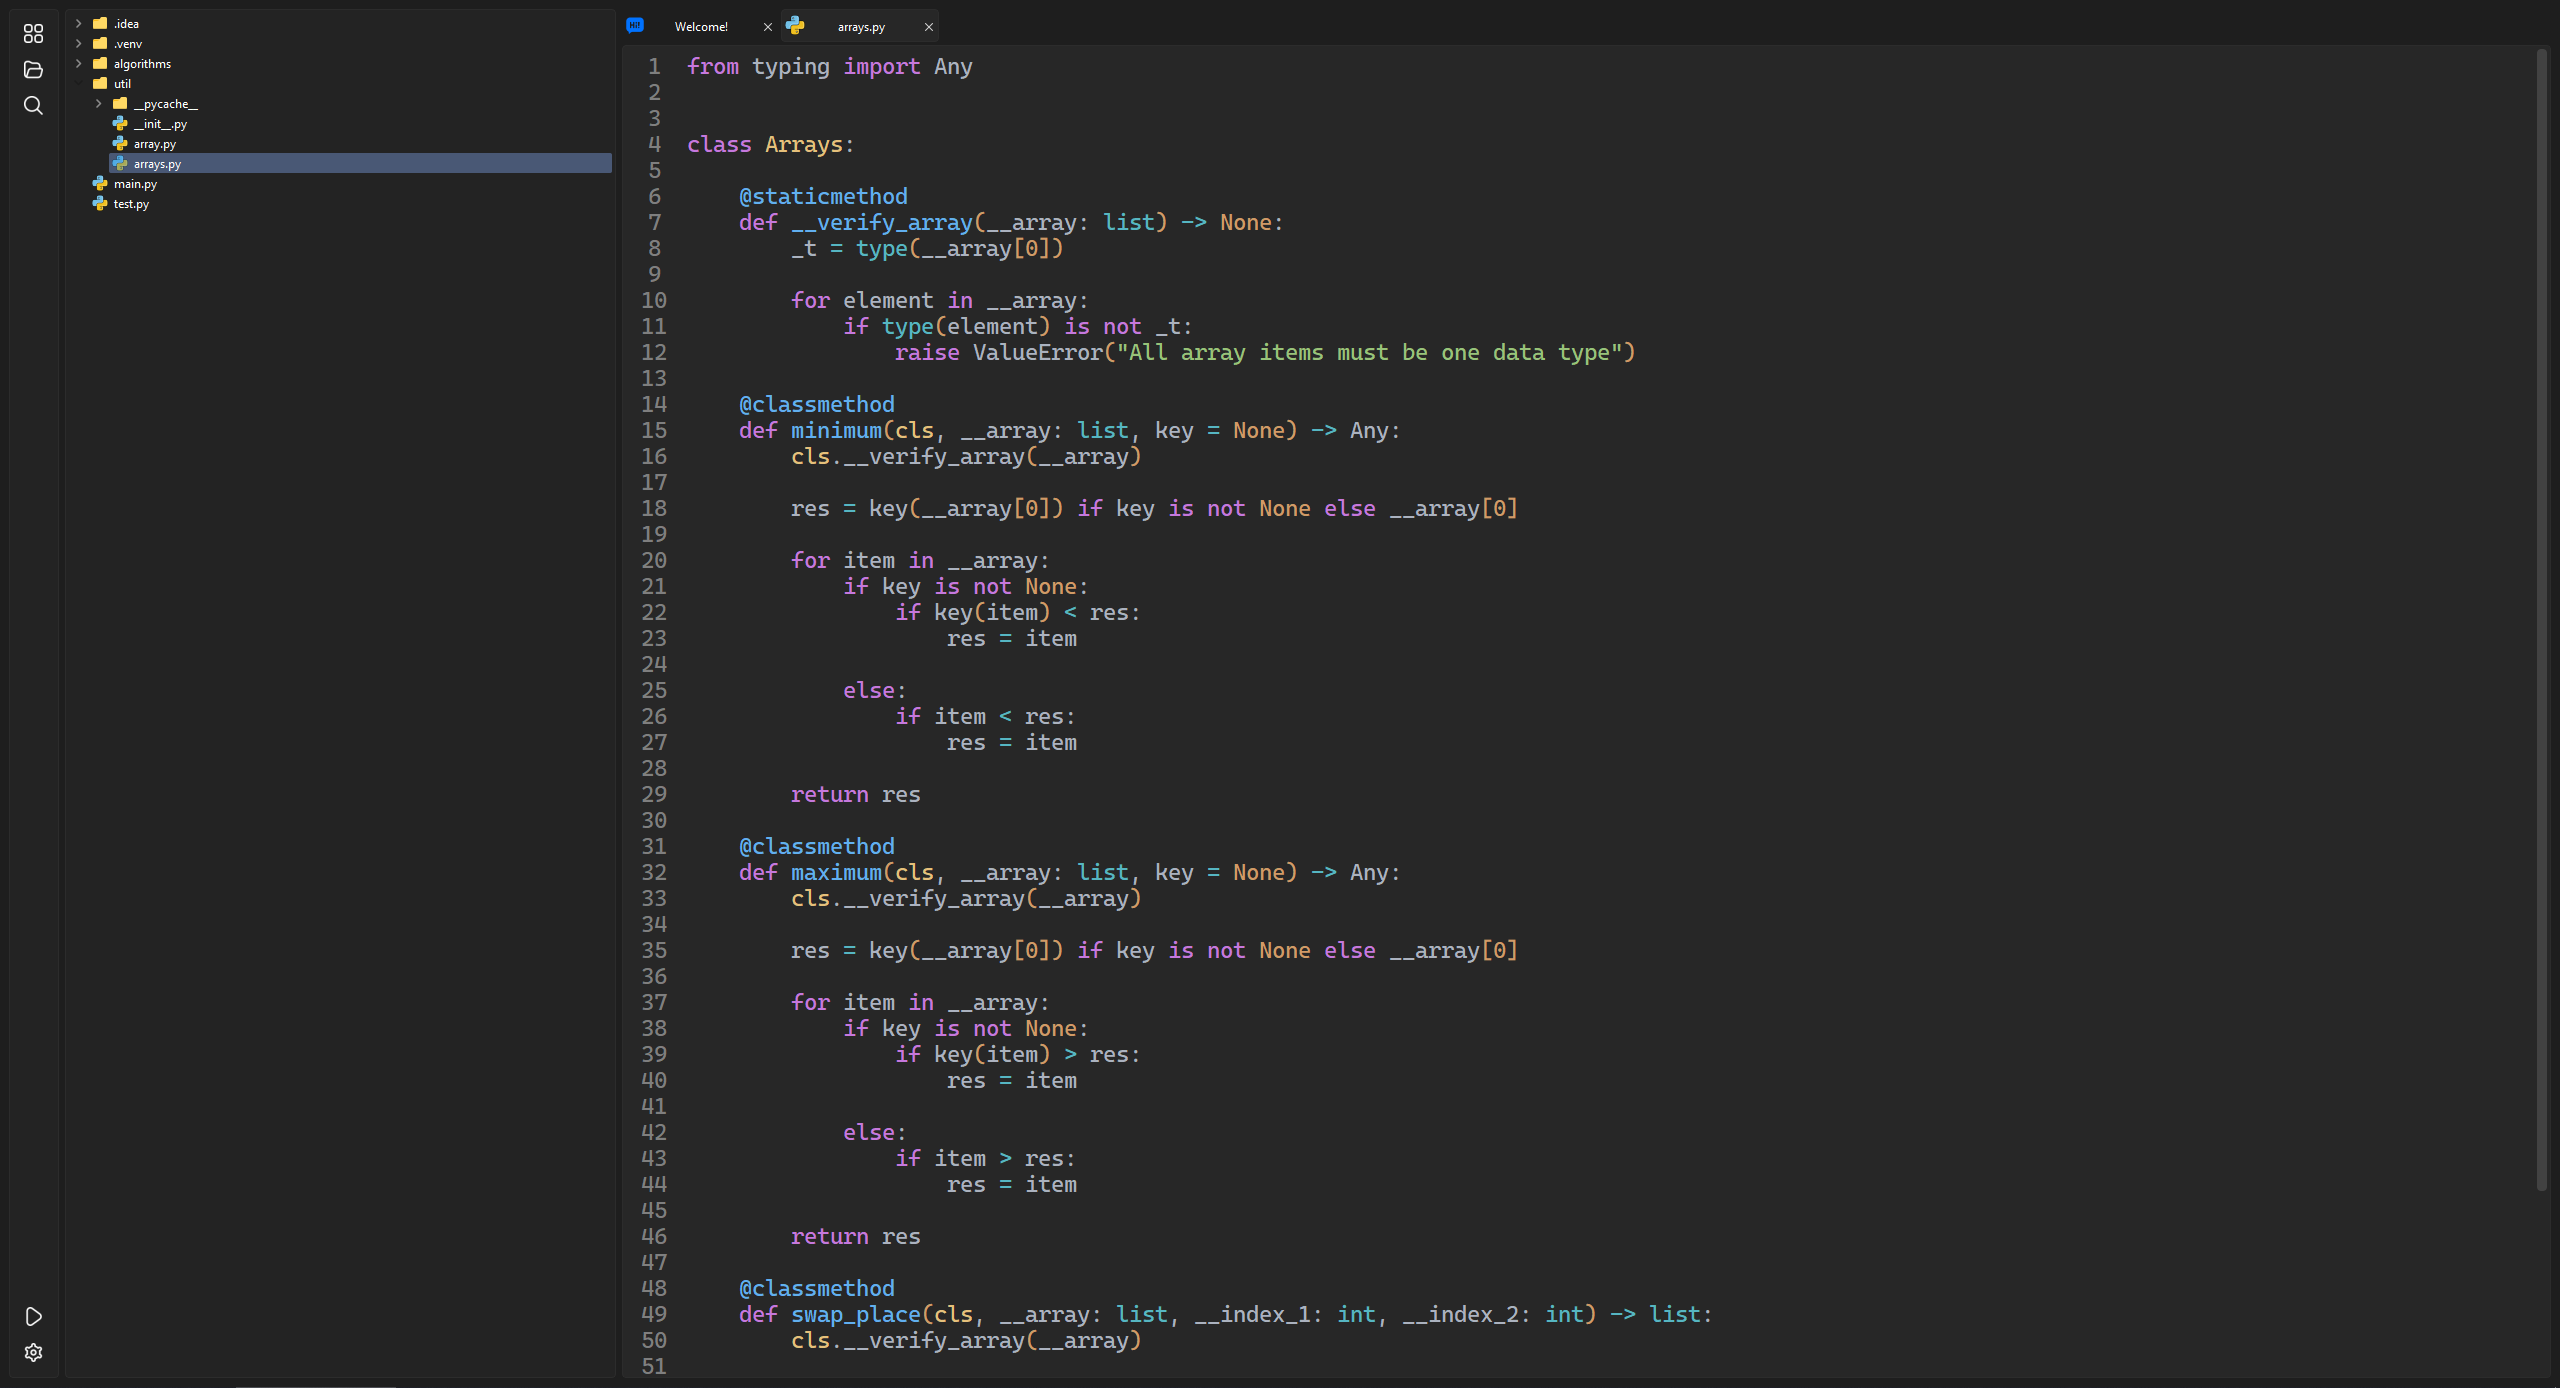 .idea
.venv
algorithms
util
__pycache__
__init__.py
array.py
arrays.py
main.py
test.py
Hi! Welcome! arrays.py
1 from typing import Any
2
3
4 class Arrays:
5
6     @staticmethod
7     def __verify_array(__array: list) -> None:
8         _t = type(__array[0])
9
10         for element in __array:
11             if type(element) is not _t:
12                 raise ValueError("All array items must be one data type")
13
14     @classmethod
15     def minimum(cls, __array: list, key = None) -> Any:
16         cls.__verify_array(__array)
17
18         res = key(__array[0]) if key is not None else __array[0]
19
20         for item in __array:
21             if key is not None:
22                 if key(item) < res:
23                     res = item
24
25             else:
26                 if item < res:
27                     res = item
28
29         return res
30
31     @classmethod
32     def maximum(cls, __array: list, key = None) -> Any:
33         cls.__verify_array(__array)
34
35         res = key(__array[0]) if key is not None else __array[0]
36
37         for item in __array:
38             if key is not None:
39                 if key(item) > res:
40                     res = item
41
42             else:
43                 if item > res:
44                     res = item
45
46         return res
47
48     @classmethod
49     def swap_place(cls, __array: list, __index_1: int, __index_2: int) -> list:
50         cls.__verify_array(__array)
51